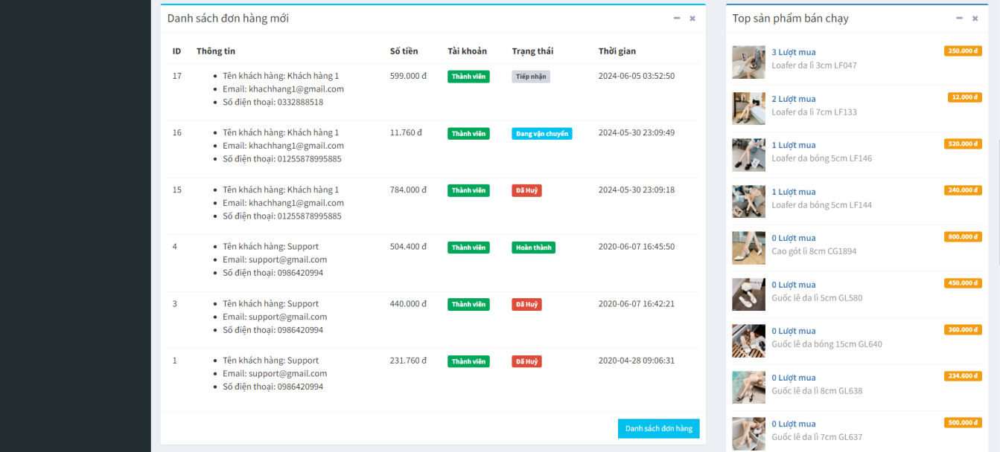 Danh sách đơn hàng mới
ID Thông tin Số tiền Tài khoản Trạng thái Thời gian
17 Tên khách hàng: Khách hàng 1 599.000 đ Thành viên Tiếp nhận 2024-06-05 03:52:50
Email: khachhang1@gmail.com
Số điện thoại: 0332888518
16 Tên khách hàng: Khách hàng 1 11.760 đ Thành viên Đang vận chuyển 2024-05-30 23:09:49
Email: khachhang1@gmail.com
Số điện thoại: 01255878995885
15 Tên khách hàng: Khách hàng 1 784.000 đ Thành viên Đã Huỷ 2024-05-30 23:09:18
Email: khachhang1@gmail.com
Số điện thoại: 01255878995885
4 Tên khách hàng: Support 504.400 đ Thành viên Hoàn thành 2020-06-07 16:45:50
Email: support@gmail.com
Số điện thoại: 0986420994
3 Tên khách hàng: Support 440.000 đ Thành viên Đã Huỷ 2020-06-07 16:42:21
Email: support@gmail.com
Số điện thoại: 0986420994
1 Tên khách hàng: Support 231.760 đ Thành viên Đã Huỷ 2020-04-28 09:06:31
Email: support@gmail.com
Số điện thoại: 0986420994
Danh sách đơn hàng
Top sản phẩm bán chạy
3 Lượt mua 250.000 đ
Loafer da lì 3cm LF047
2 Lượt mua 12.000 đ
Loafer da lì 7cm LF133
1 Lượt mua 520.000 đ
Loafer da bóng 5cm LF146
1 Lượt mua 240.000 đ
Loafer da bóng 5cm LF144
0 Lượt mua 800.000 đ
Cao gót lì 8cm CG1894
0 Lượt mua 450.000 đ
Guốc lê da lì 5cm GL580
0 Lượt mua 360.000 đ
Guốc lê da bóng 15cm GL640
0 Lượt mua 234.600 đ
Guốc lê da lì 8cm GL638
0 Lượt mua 500.000 đ
Guốc lê da lì 7cm GL637